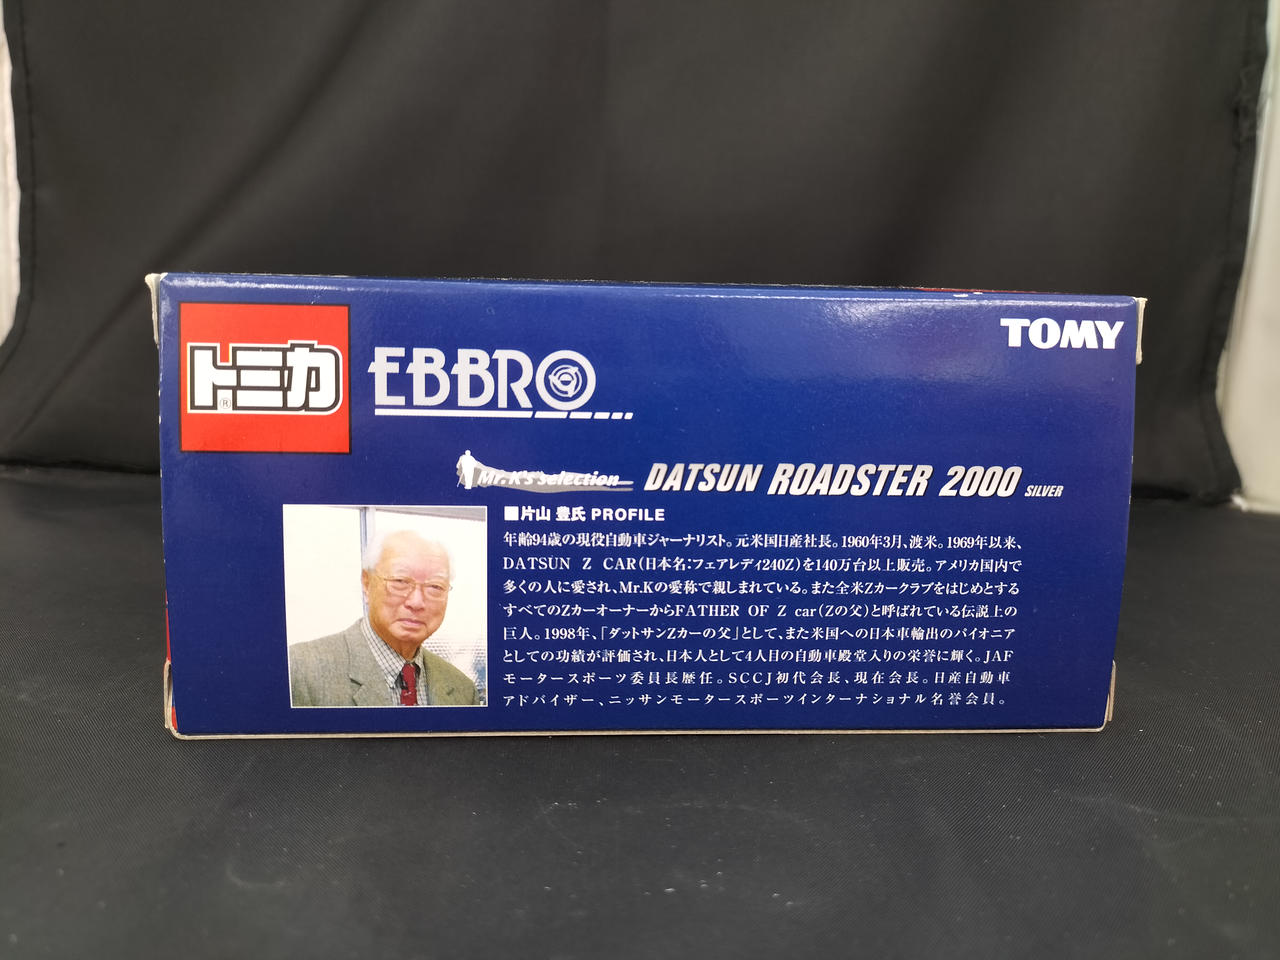 トミカ®
EBBRO
TOMY
Mr. K's selection DATSUN ROADSTER 2000 SILVER
■片山 豊氏 PROFILE
年齢94歳の現役自動車ジャーナリスト。元米国日産社長。1960年3月、渡米。1969年以来、
DATSUN Z CAR(日本名:フェアレディ240Z)を140万台以上販売。アメリカ国内で
多くの人に愛され、Mr.Kの愛称で親しまれている。また全米Zカークラブをはじめとする
すべてのZカーオーナーからFATHER OF Z car(Zの父)と呼ばれている伝説上の
巨人。1998年、「ダットサンZカーの父」として、また米国への日本車輸出のパイオニア
としての功績が評価され、日本人として4人目の自動車殿堂入りの栄誉に輝く。JAF
モータースポーツ委員長歴任。SCCJ初代会長、現在会長。日産自動車
アドバイザー、ニッサンモータースポーツインターナショナル名誉会員。